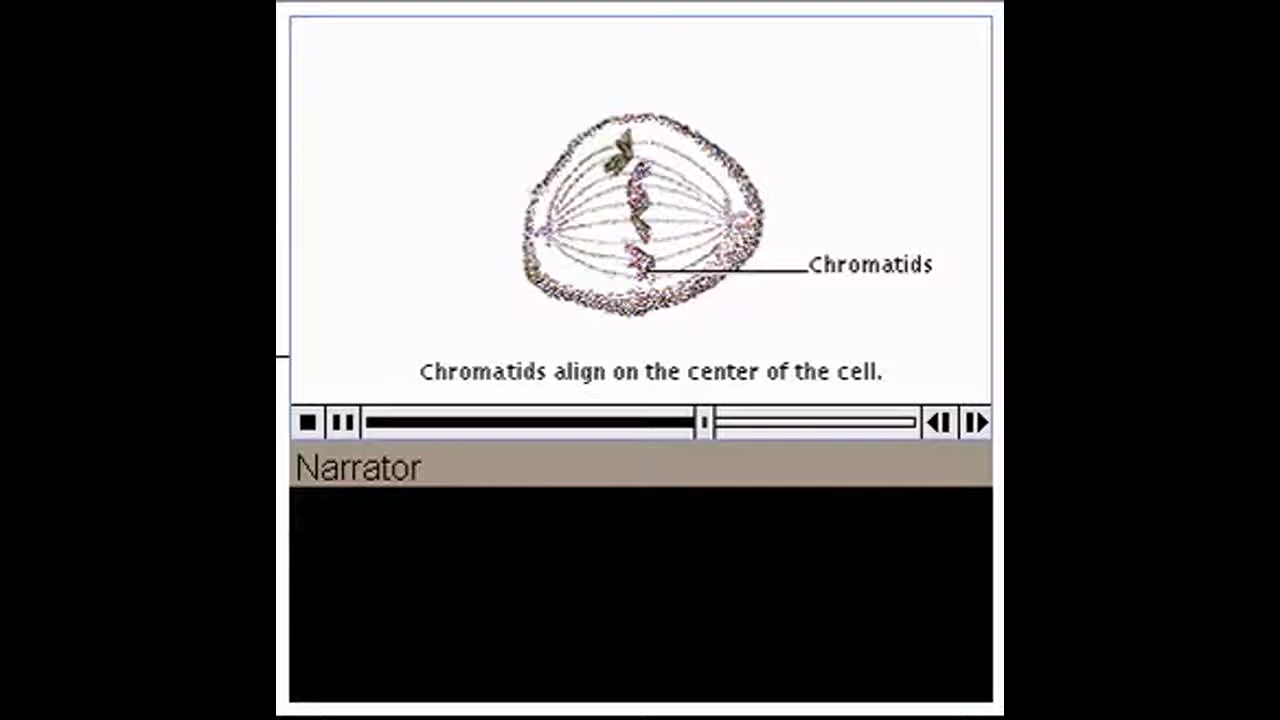 Chromatids
Chromatids align on the center of the cell.
Narrator